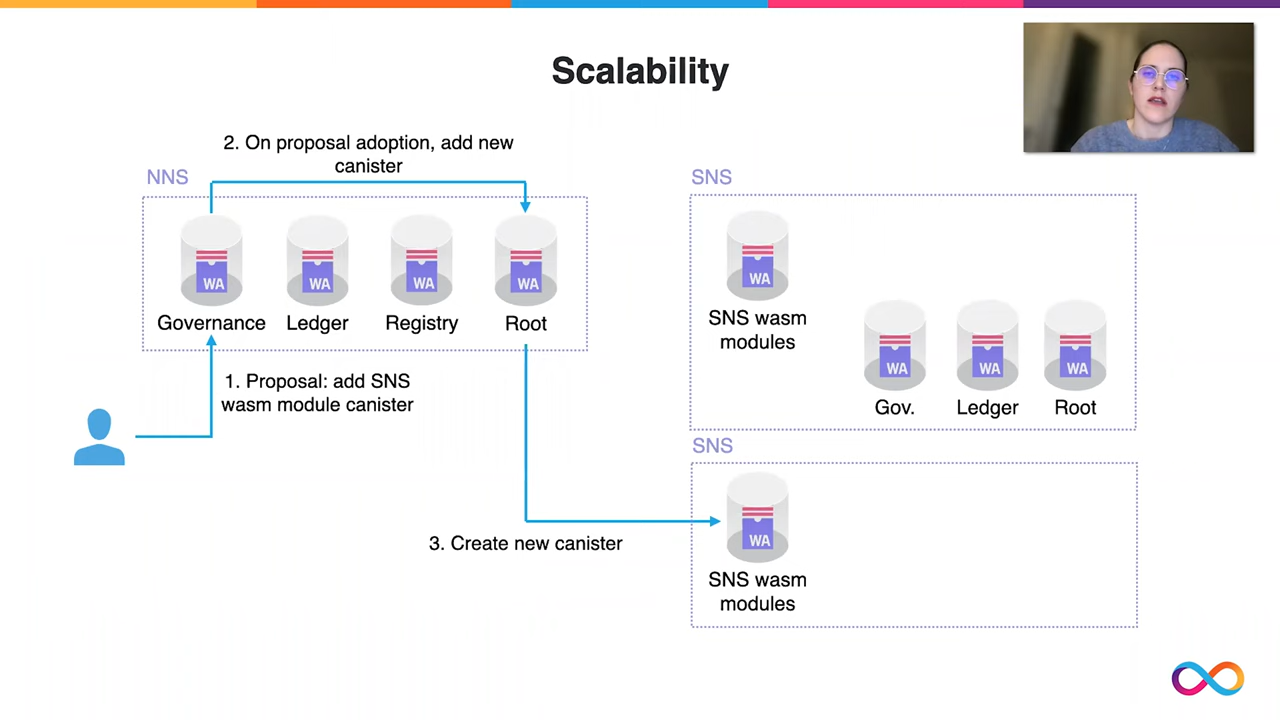 Scalability
2. On proposal adoption, add new
canister
NNS
WA
WA
WA
WA
Governance
Ledger
Registry
Root
1. Proposal: add SNS
wasm module canister
3. Create new canister
SNS
WA
SNS wasm
modules
WA
WA
WA
Gov.
Ledger
Root
SNS
WA
SNS wasm
modules